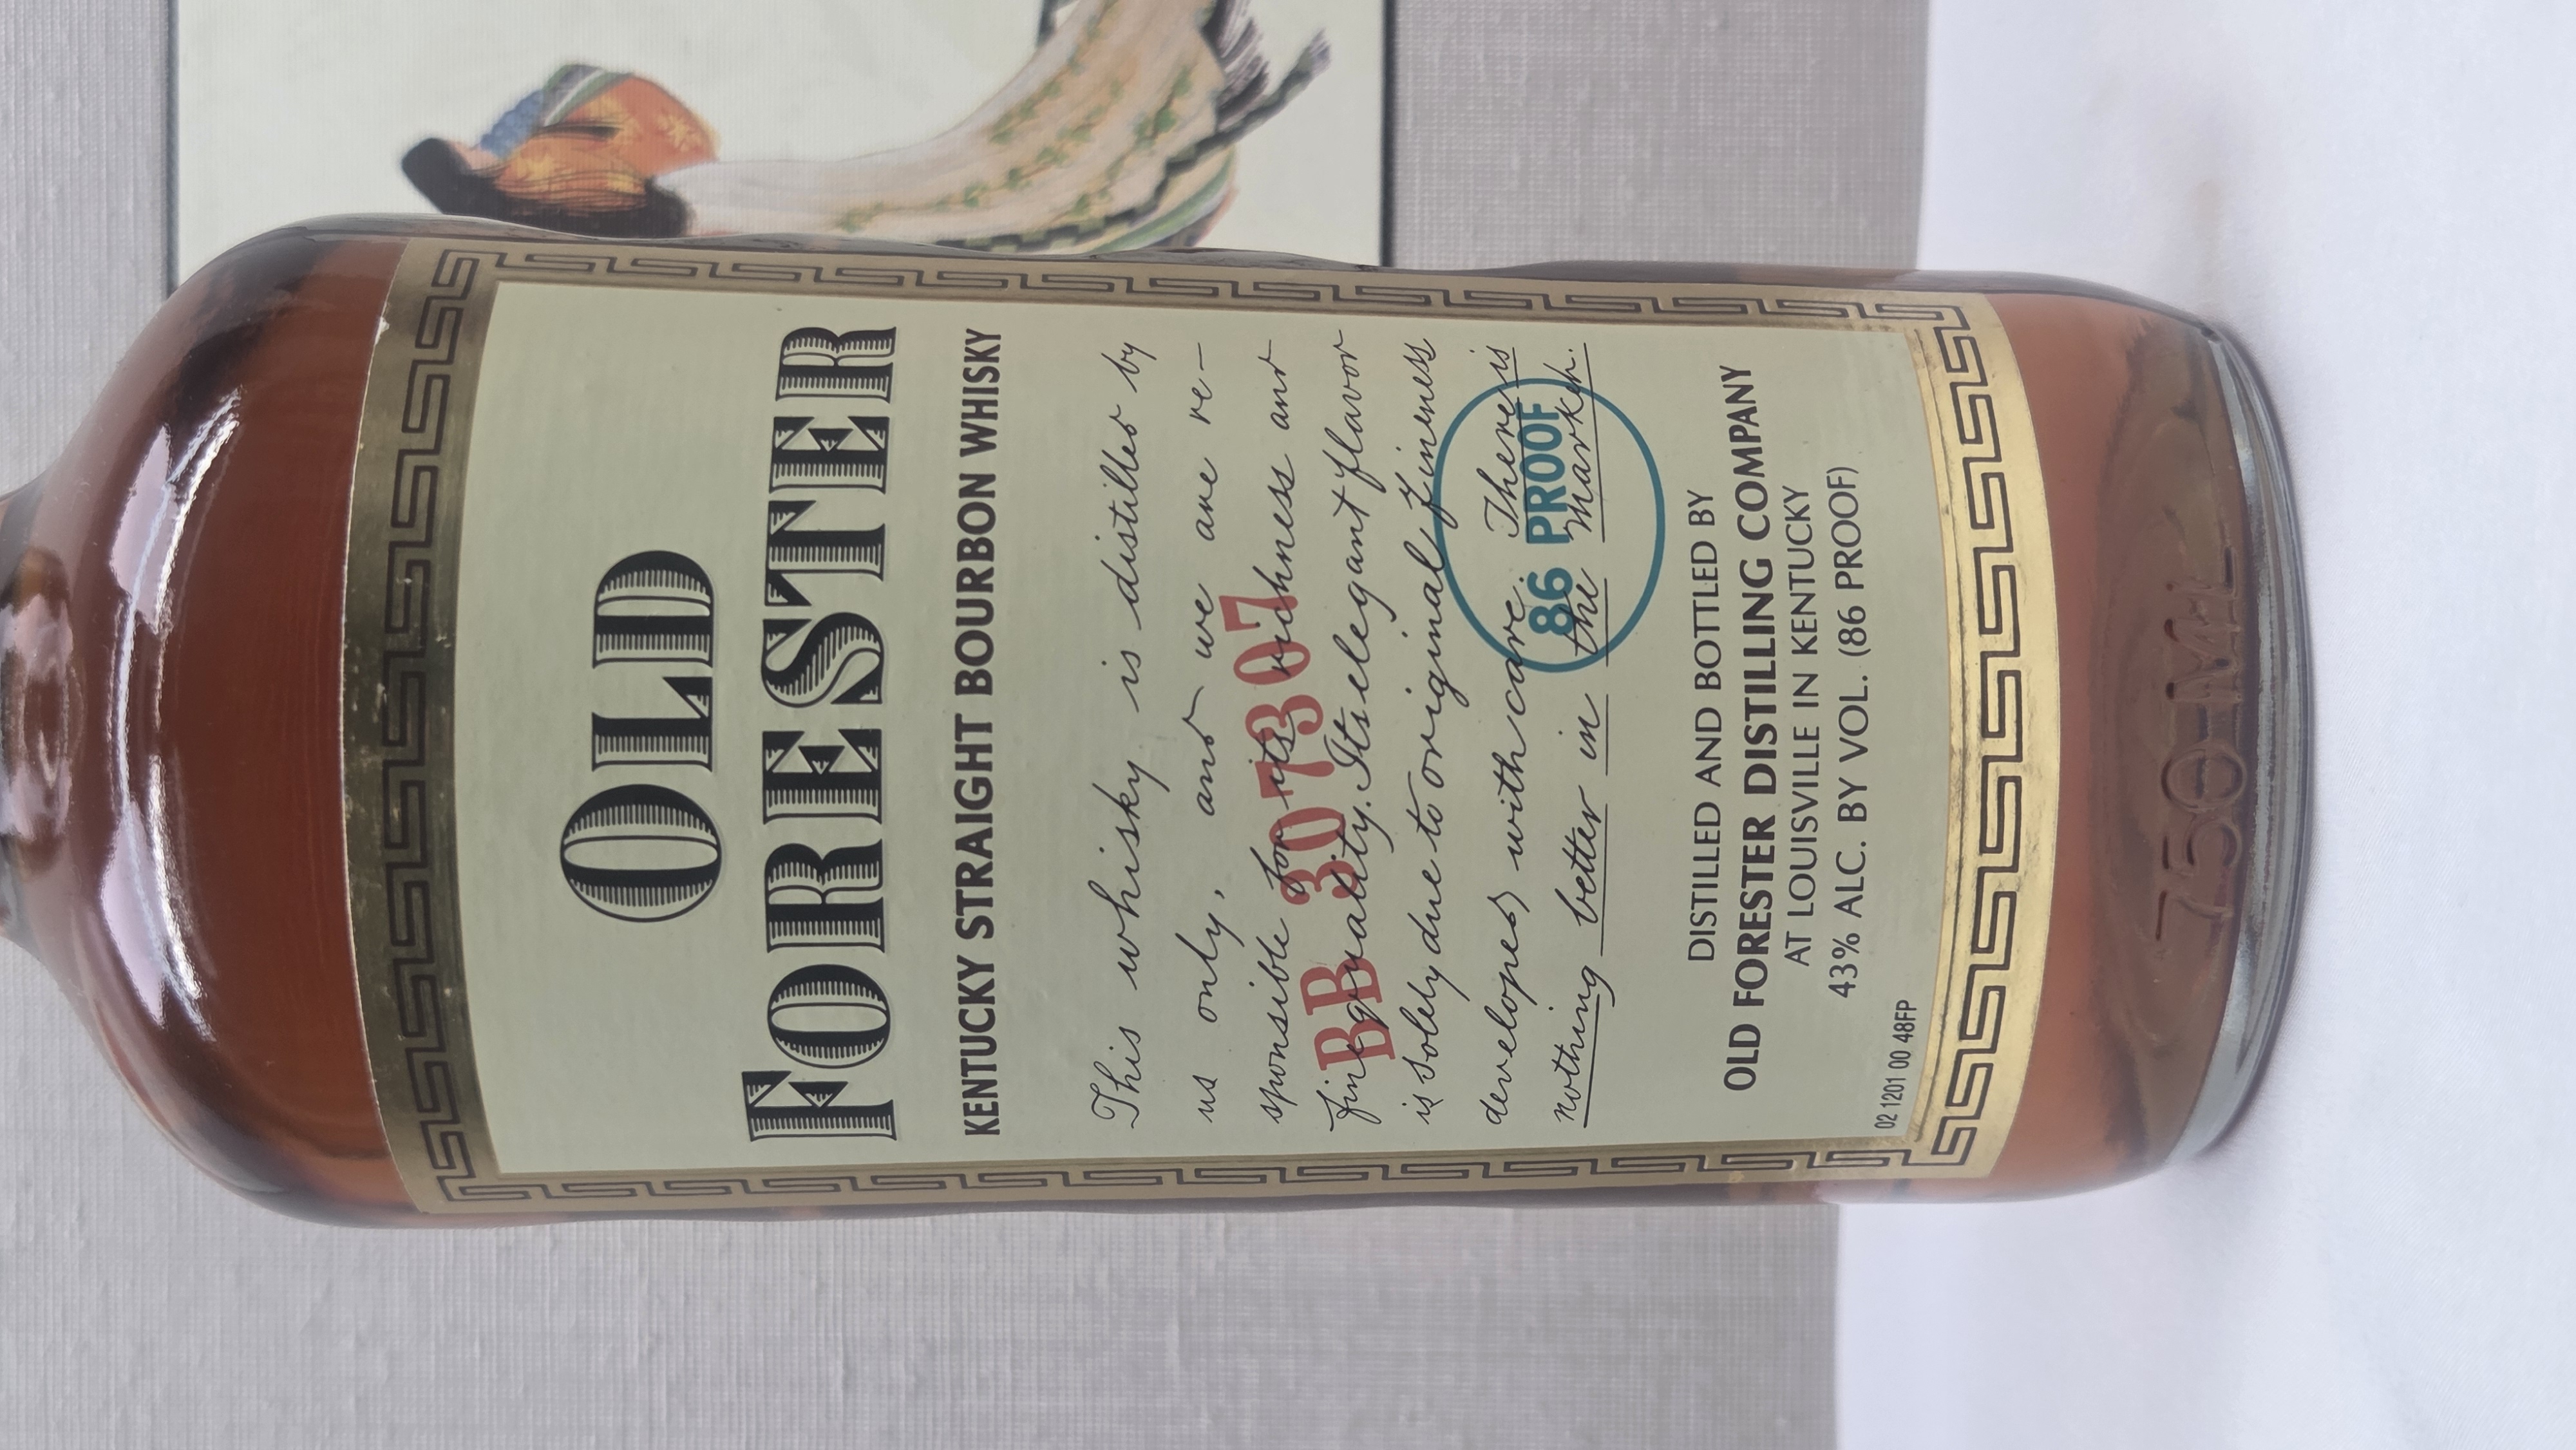 OLD
FORESTER
KENTUCKY STRAIGHT BOURBON WHISKY
This whisky is distilled by
us only, and we are re-
sponsible for its richness and
fine quality. Its elegant flavor
is solely due to original fineness
developed with care. There is
nothing better in the market.
BB 307307
86 PROOF
DISTILLED AND BOTTLED BY
OLD FORESTER DISTILLING COMPANY
AT LOUISVILLE IN KENTUCKY
43% ALC. BY VOL. (86 PROOF)
02 1201 00 48FP
750 ML